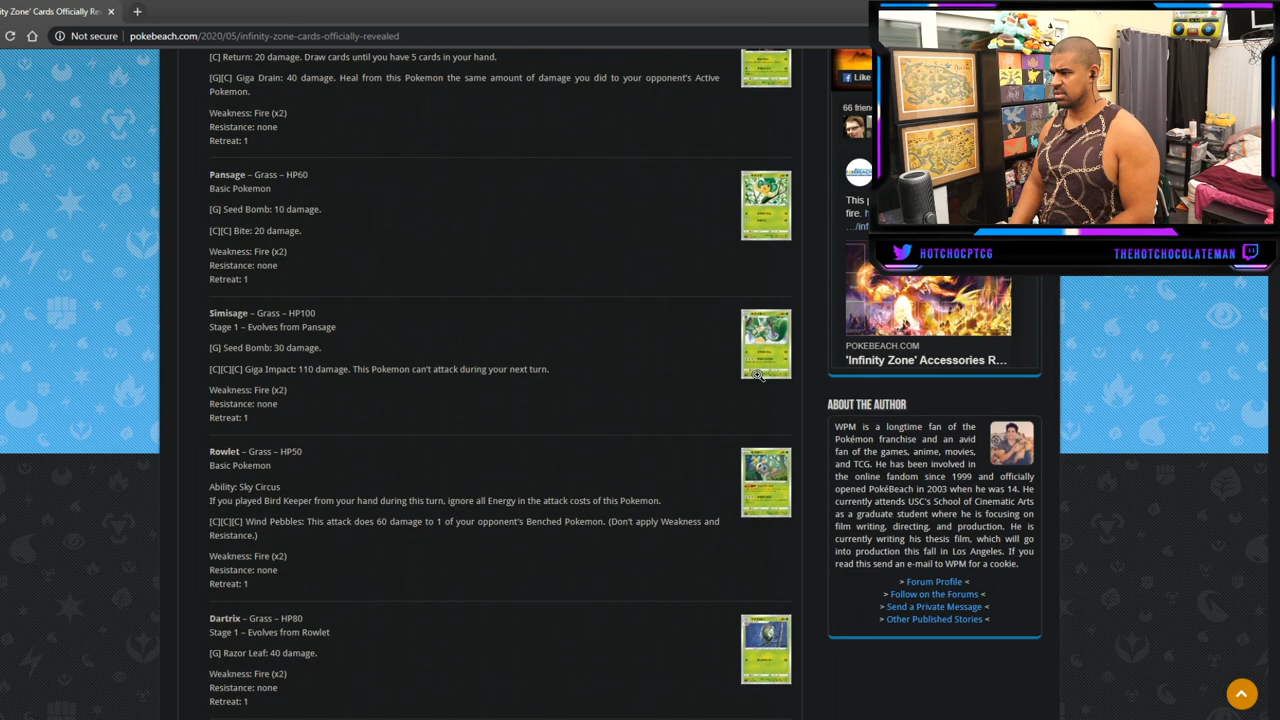 ty Zone' Cards Officially Re
Not secure
pokebeach.com/2020/05/infinity-zone-cards-officially-revealed
[C] Return: 20 damage. Draw cards until you have 5 cards in your hand.
[G][C] Giga Drain: 40 damage. Heal from this Pokemon the same amount of damage you did to your opponent's Active
Pokemon.
Weakness: Fire (x2)
Resistance: none
Retreat: 1
Pansage – Grass – HP60
Basic Pokemon
[G] Seed Bomb: 10 damage.
[C][C] Bite: 20 damage.
Weakness: Fire (x2)
Resistance: none
Retreat: 1
Simisage – Grass – HP100
Stage 1 – Evolves from Pansage
[G] Seed Bomb: 30 damage.
[C][C][C] Giga Impact: 110 damage. This Pokemon can't attack during your next turn.
Weakness: Fire (x2)
Resistance: none
Retreat: 1
Rowlet – Grass – HP50
Basic Pokemon
Ability: Sky Circus
If you played Bird Keeper from your hand during this turn, ignore all Energy in the attack costs of this Pokemon.
[C][C][C] Wind Pebbles: This attack does 60 damage to 1 of your opponent's Benched Pokemon. (Don't apply Weakness and
Resistance.)
Weakness: Fire (x2)
Resistance: none
Retreat: 1
Dartrix – Grass – HP80
Stage 1 – Evolves from Rowlet
[G] Razor Leaf: 40 damage.
Weakness: Fire (x2)
Resistance: none
Retreat: 1
Like
66 frien
This p
fire. h
…/inf
HOTCHOCPTCG
THEHOTCHOCOLATEMAN
POKEBEACH.COM
'Infinity Zone' Accessories R…
ABOUT THE AUTHOR
WPM is a longtime fan of the
Pokémon franchise and an avid
fan of the games, anime, movies,
and TCG. He has been involved in
the online fandom since 1999 and officially
opened PokéBeach in 2003 when he was 14. He
currently attends USC's School of Cinematic Arts
as a graduate student where he is focusing on
film writing, directing, and production. He is
currently writing his thesis film, which will go
into production this fall in Los Angeles. If you
read this send an e-mail to WPM for a cookie.
> Forum Profile <
> Follow on the Forums <
> Send a Private Message <
> Other Published Stories <